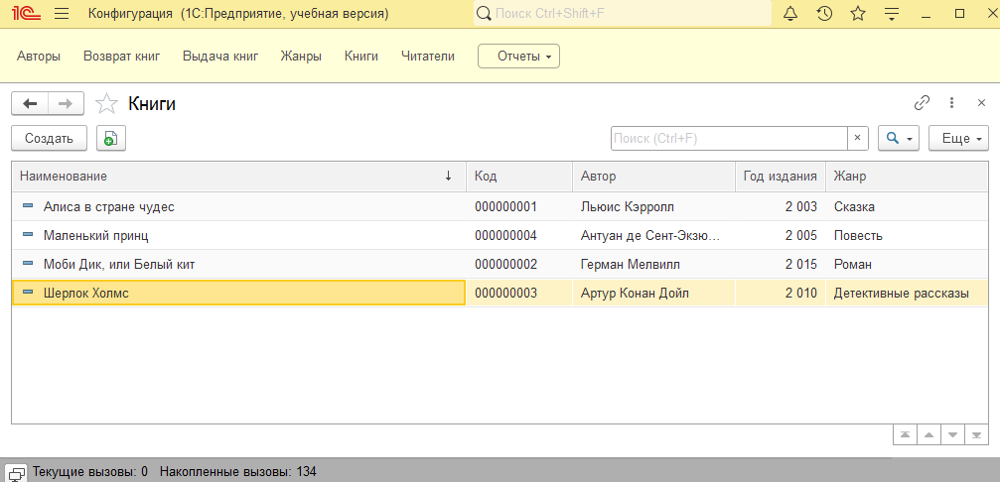 1С Конфигурация (1С:Предприятие, учебная версия) Поиск Ctrl+Shift+F
Авторы Возврат книг Выдача книг Жанры Книги Читатели Отчеты
Книги
Создать Поиск (Ctrl+F) × Еще
Наименование ↓ Код Автор Год издания Жанр
Алиса в стране чудес 000000001 Льюис Кэрролл 2 003 Сказка
Маленький принц 000000004 Антуан де Сент-Экзю... 2 005 Повесть
Моби Дик, или Белый кит 000000002 Герман Мелвилл 2 015 Роман
Шерлок Холмс 000000003 Артур Конан Дойл 2 010 Детективные рассказы
Текущие вызовы: 0 Накопленные вызовы: 134